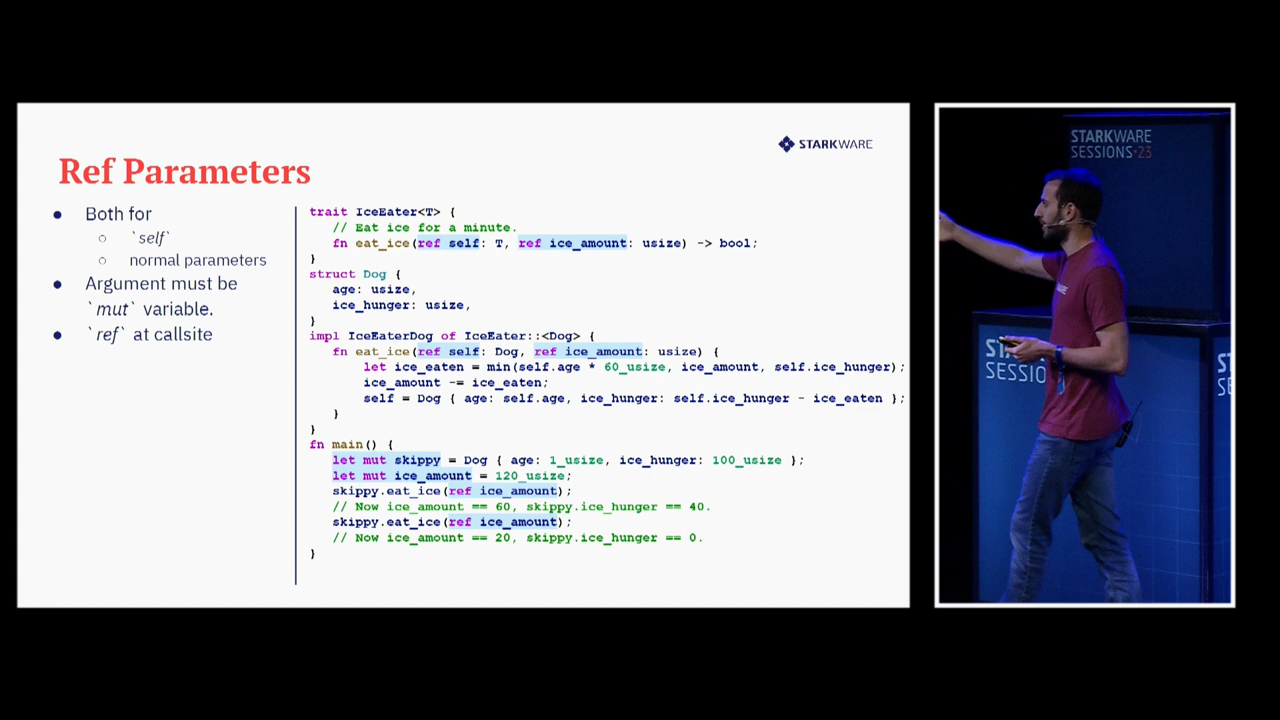 STARKWARE
Ref Parameters
● Both for
○ `self`
○ normal parameters
● Argument must be
`mut` variable.
● `ref` at callsite
trait IceEater<T> {
    // Eat ice for a minute.
    fn eat_ice(ref self: T, ref ice_amount: usize) -> bool;
}
struct Dog {
    age: usize,
    ice_hunger: usize,
}
impl IceEaterDog of IceEater::<Dog> {
    fn eat_ice(ref self: Dog, ref ice_amount: usize) {
        let ice_eaten = min(self.age * 60_usize, ice_amount, self.ice_hunger);
        ice_amount -= ice_eaten;
        self = Dog { age: self.age, ice_hunger: self.ice_hunger - ice_eaten };
    }
}
fn main() {
    let mut skippy = Dog { age: 1_usize, ice_hunger: 100_usize };
    let mut ice_amount = 120_usize;
    skippy.eat_ice(ref ice_amount);
    // Now ice_amount == 60, skippy.ice_hunger == 40.
    skippy.eat_ice(ref ice_amount);
    // Now ice_amount == 20, skippy.ice_hunger == 0.
}
STARKWARE
SESSIONS·23
STA
SESSIO